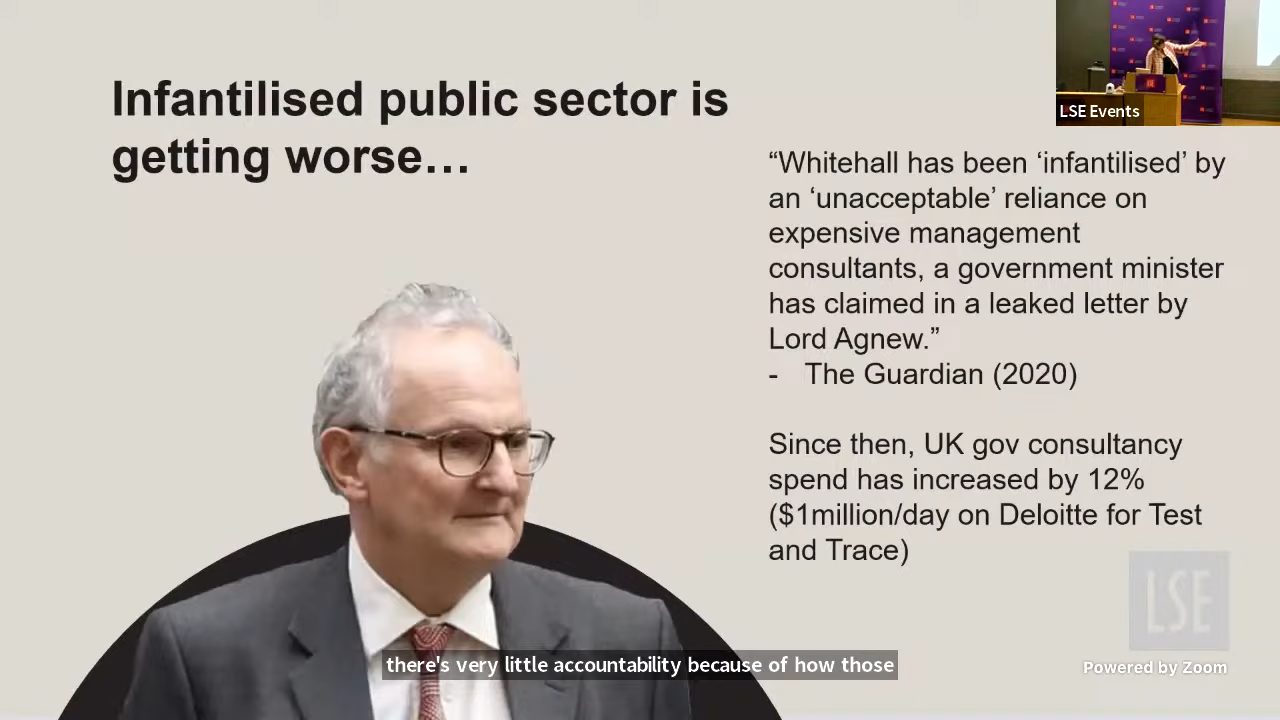 Infantilised public sector is
getting worse…
LSE Events
“Whitehall has been ‘infantilised’ by
an ‘unacceptable’ reliance on
expensive management
consultants, a government minister
has claimed in a leaked letter by
Lord Agnew.”
- The Guardian (2020)
Since then, UK gov consultancy
spend has increased by 12%
($1million/day on Deloitte for Test
and Trace)
LSE
there's very little accountability because of how those
Powered by Zoom